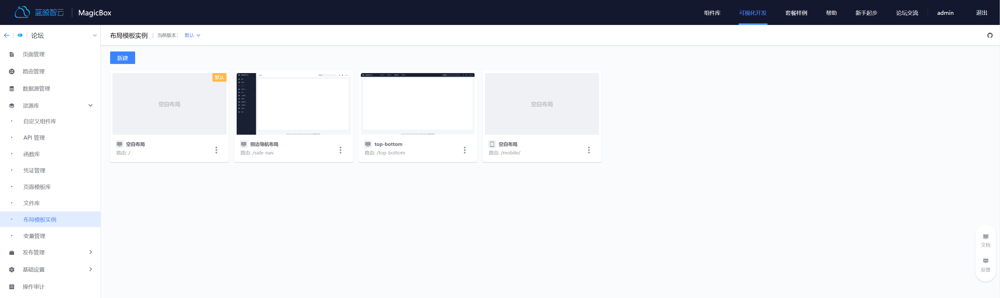 蓝鲸智云 MagicBox 组件库 可视化开发 套餐样例 帮助 新手起步 论坛交流 admin 退出
论坛
布局模板实例 当前版本： 默认
页面管理
路由管理
数据源管理
资源库
自定义组件库
API 管理
函数库
凭证管理
页面模板库
文件库
布局模板实例
变量管理
发布管理
基础设置
操作审计
新建
默认
空白布局
空白布局
路由: /
侧边导航布局
路由: /side-nav
top-bottom
路由: /top-bottom
空白布局
空白布局
路由: /mobile/
文档
反馈